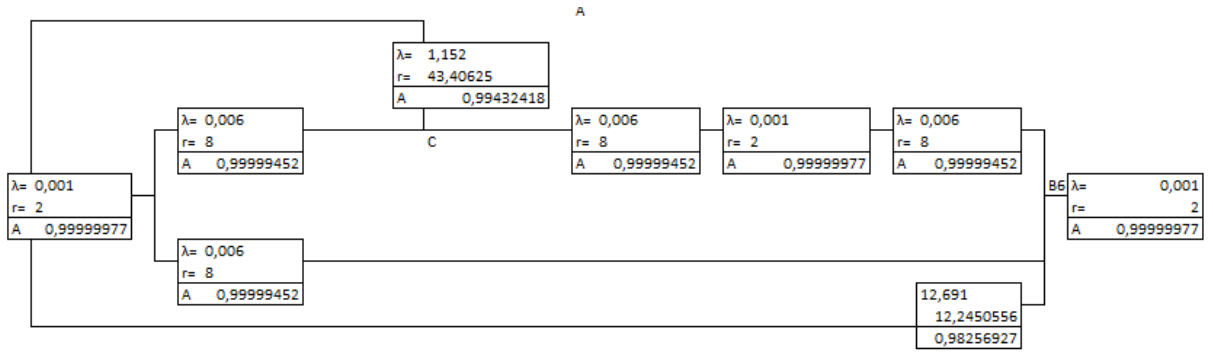 A
λ= 1,152
r= 43,40625
A 0,99432418
λ= 0,006
r= 8
A 0,99999452
C
λ= 0,006
r= 8
A 0,99999452
λ= 0,001
r= 2
A 0,99999977
λ= 0,006
r= 8
A 0,99999452
λ= 0,001
r= 2
A 0,99999977
B6
λ= 0,001
r= 2
A 0,99999977
λ= 0,006
r= 8
A 0,99999452
12,691
12,2450556
0,98256927